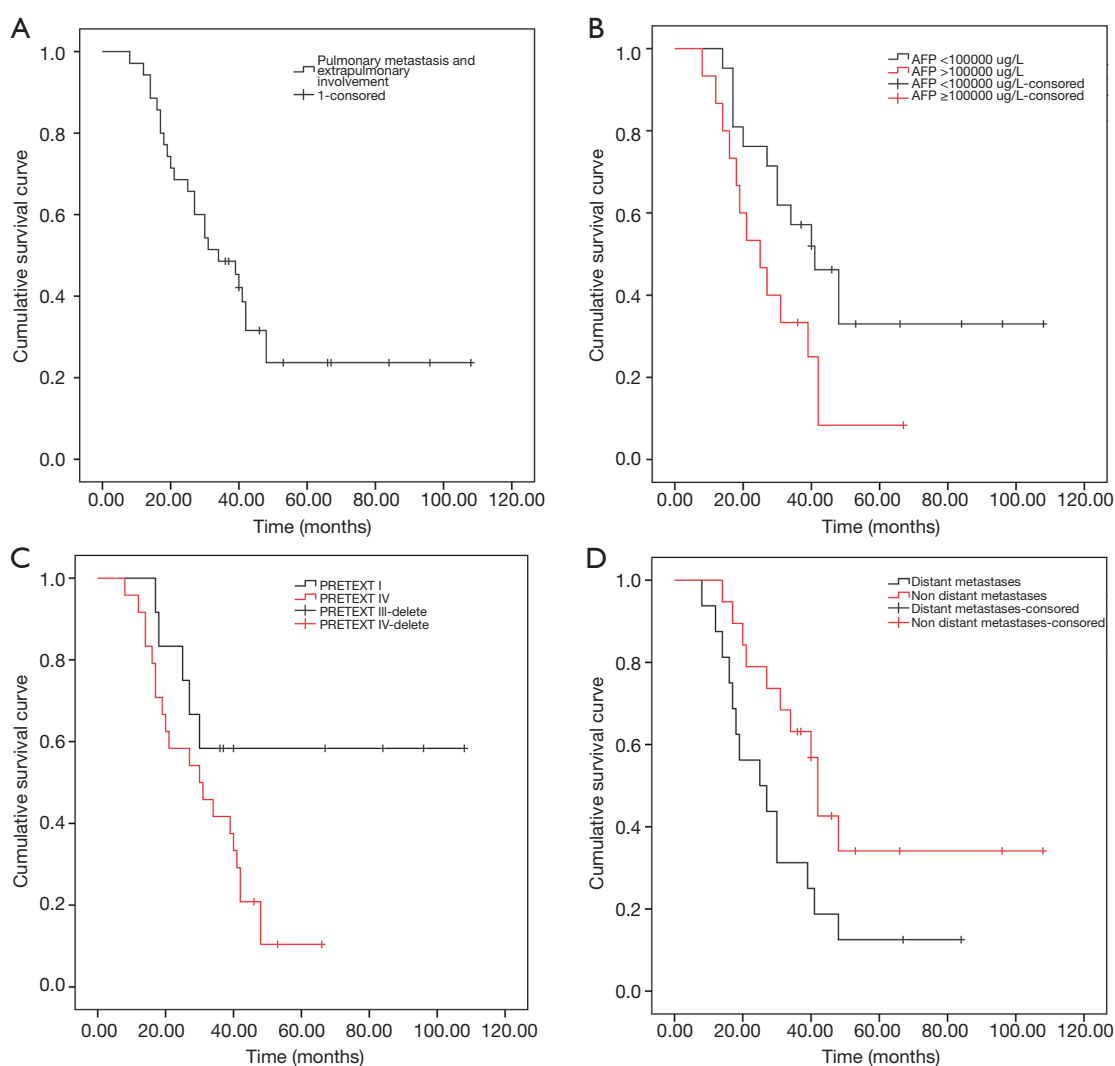 A
Pulmonary metastasis and
extrapulmonary
involvement
1-consored
Cumulative survival curve
1.0
0.8
0.6
0.4
0.2
0.0
0.00 20.00 40.00 60.00 80.00 100.00 120.00
Time (months)
B
AFP <100000 ug/L
AFP >100000 ug/L
AFP <100000 ug/L-consored
AFP ≥100000 ug/L-consored
Cumulative survival curve
1.0
0.8
0.6
0.4
0.2
0.0
0.00 20.00 40.00 60.00 80.00 100.00 120.00
Time (months)
C
PRETEXT I
PRETEXT IV
PRETEXT III-delete
PRETEXT IV-delete
Cumulative survival curve
1.0
0.8
0.6
0.4
0.2
0.0
0.00 20.00 40.00 60.00 80.00 100.00 120.00
Time (months)
D
Distant metastases
Non distant metastases
Distant metastases-consored
Non distant metastases-consored
Cumulative survival curve
1.0
0.8
0.6
0.4
0.2
0.0
0.00 20.00 40.00 60.00 80.00 100.00 120.00
Time (months)